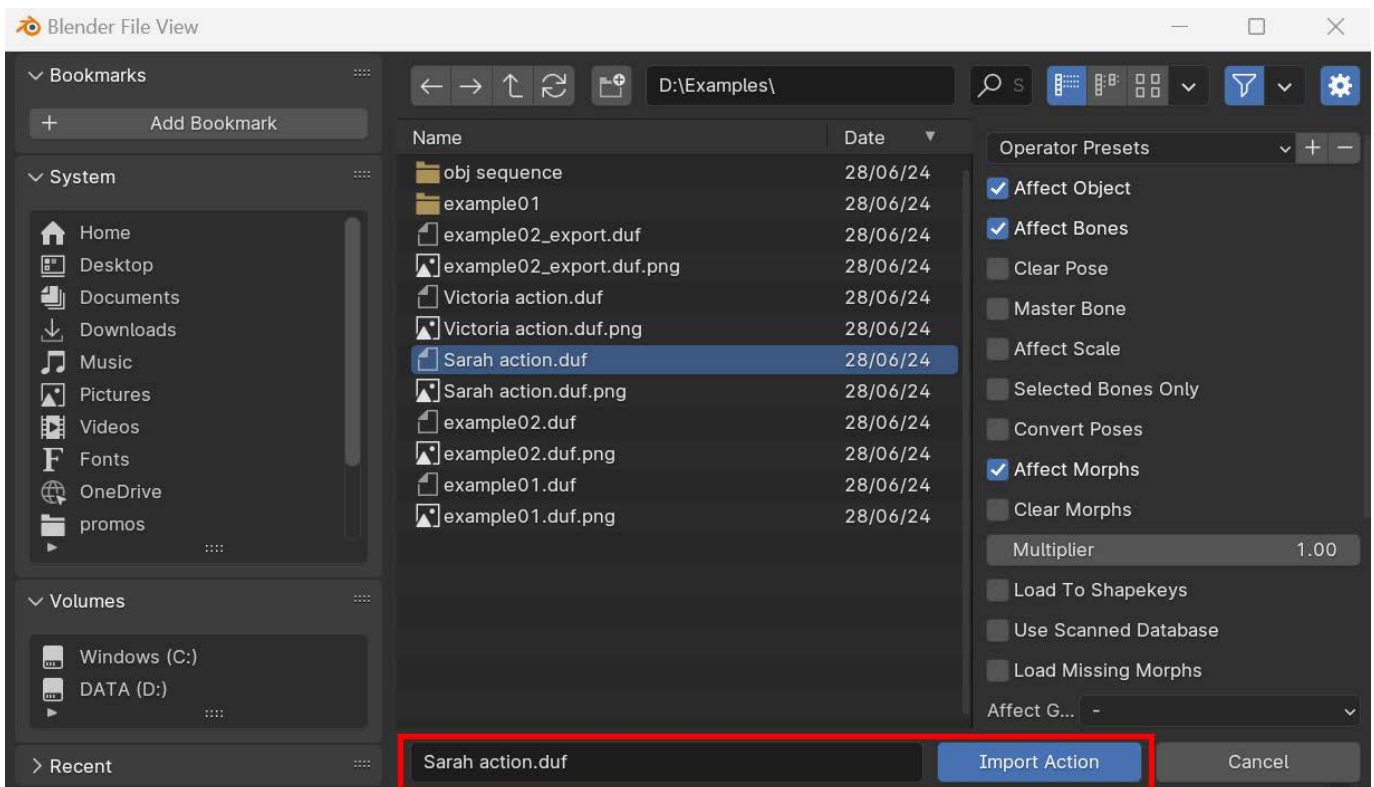 Blender File View
Bookmarks
Add Bookmark
System
Home
Desktop
Documents
Downloads
Music
Pictures
Videos
Fonts
OneDrive
promos
Volumes
Windows (C:)
DATA (D:)
Recent
D:\Examples\
S
Name Date
obj sequence 28/06/24
example01 28/06/24
example02_export.duf 28/06/24
example02_export.duf.png 28/06/24
Victoria action.duf 28/06/24
Victoria action.duf.png 28/06/24
Sarah action.duf 28/06/24
Sarah action.duf.png 28/06/24
example02.duf 28/06/24
example02.duf.png 28/06/24
example01.duf 28/06/24
example01.duf.png 28/06/24
Operator Presets
Affect Object
Affect Bones
Clear Pose
Master Bone
Affect Scale
Selected Bones Only
Convert Poses
Affect Morphs
Clear Morphs
Multiplier 1.00
Load To Shapekeys
Use Scanned Database
Load Missing Morphs
Affect G... -
Sarah action.duf
Import Action
Cancel